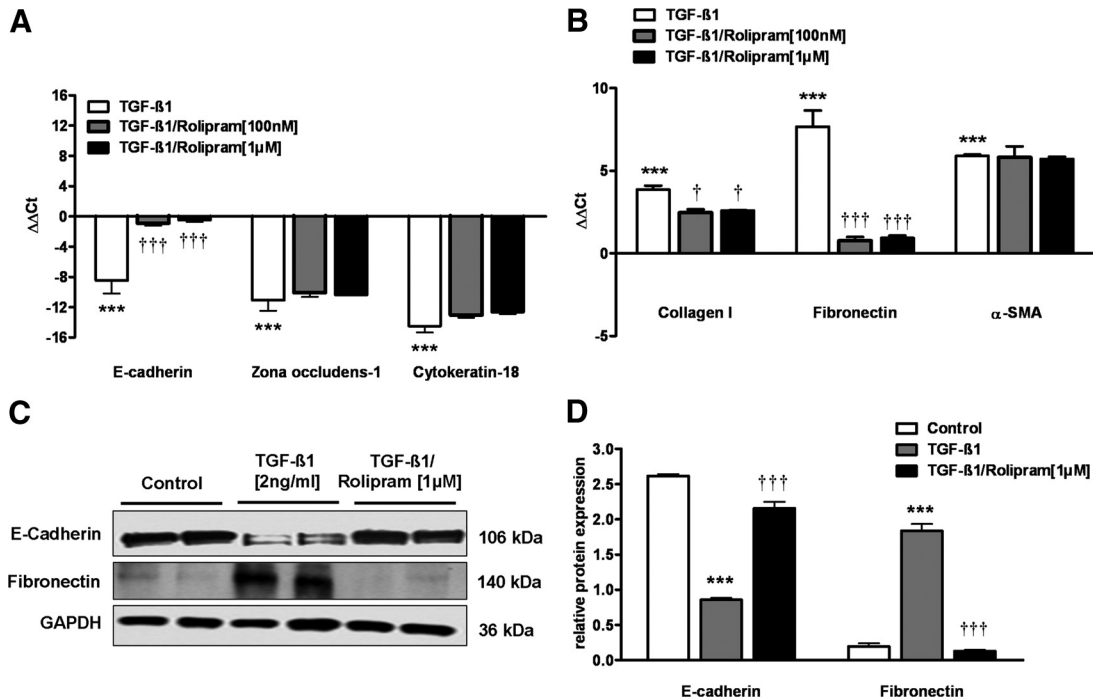 A
TGF-ß1
TGF-ß1/Rolipram[100nM]
TGF-ß1/Rolipram[1µM]
ΔΔCt
16
12
8
4
0
-4
-8
-12
-16
***
†††
†††
***
***
E-cadherin
Zona occludens-1
Cytokeratin-18
B
TGF-ß1
TGF-ß1/Rolipram[100nM]
TGF-ß1/Rolipram[1µM]
ΔΔCt
10
5
0
-5
***
†
†
***
†††
†††
***
Collagen I
Fibronectin
α-SMA
C
Control
TGF-ß1
[2ng/ml]
TGF-ß1/
Rolipram [1µM]
E-Cadherin
106 kDa
Fibronectin
140 kDa
GAPDH
36 kDa
D
Control
TGF-ß1
TGF-ß1/Rolipram[1µM]
relative protein expression
3.0
2.5
2.0
1.5
1.0
0.5
0.0
***
†††
***
†††
E-cadherin
Fibronectin